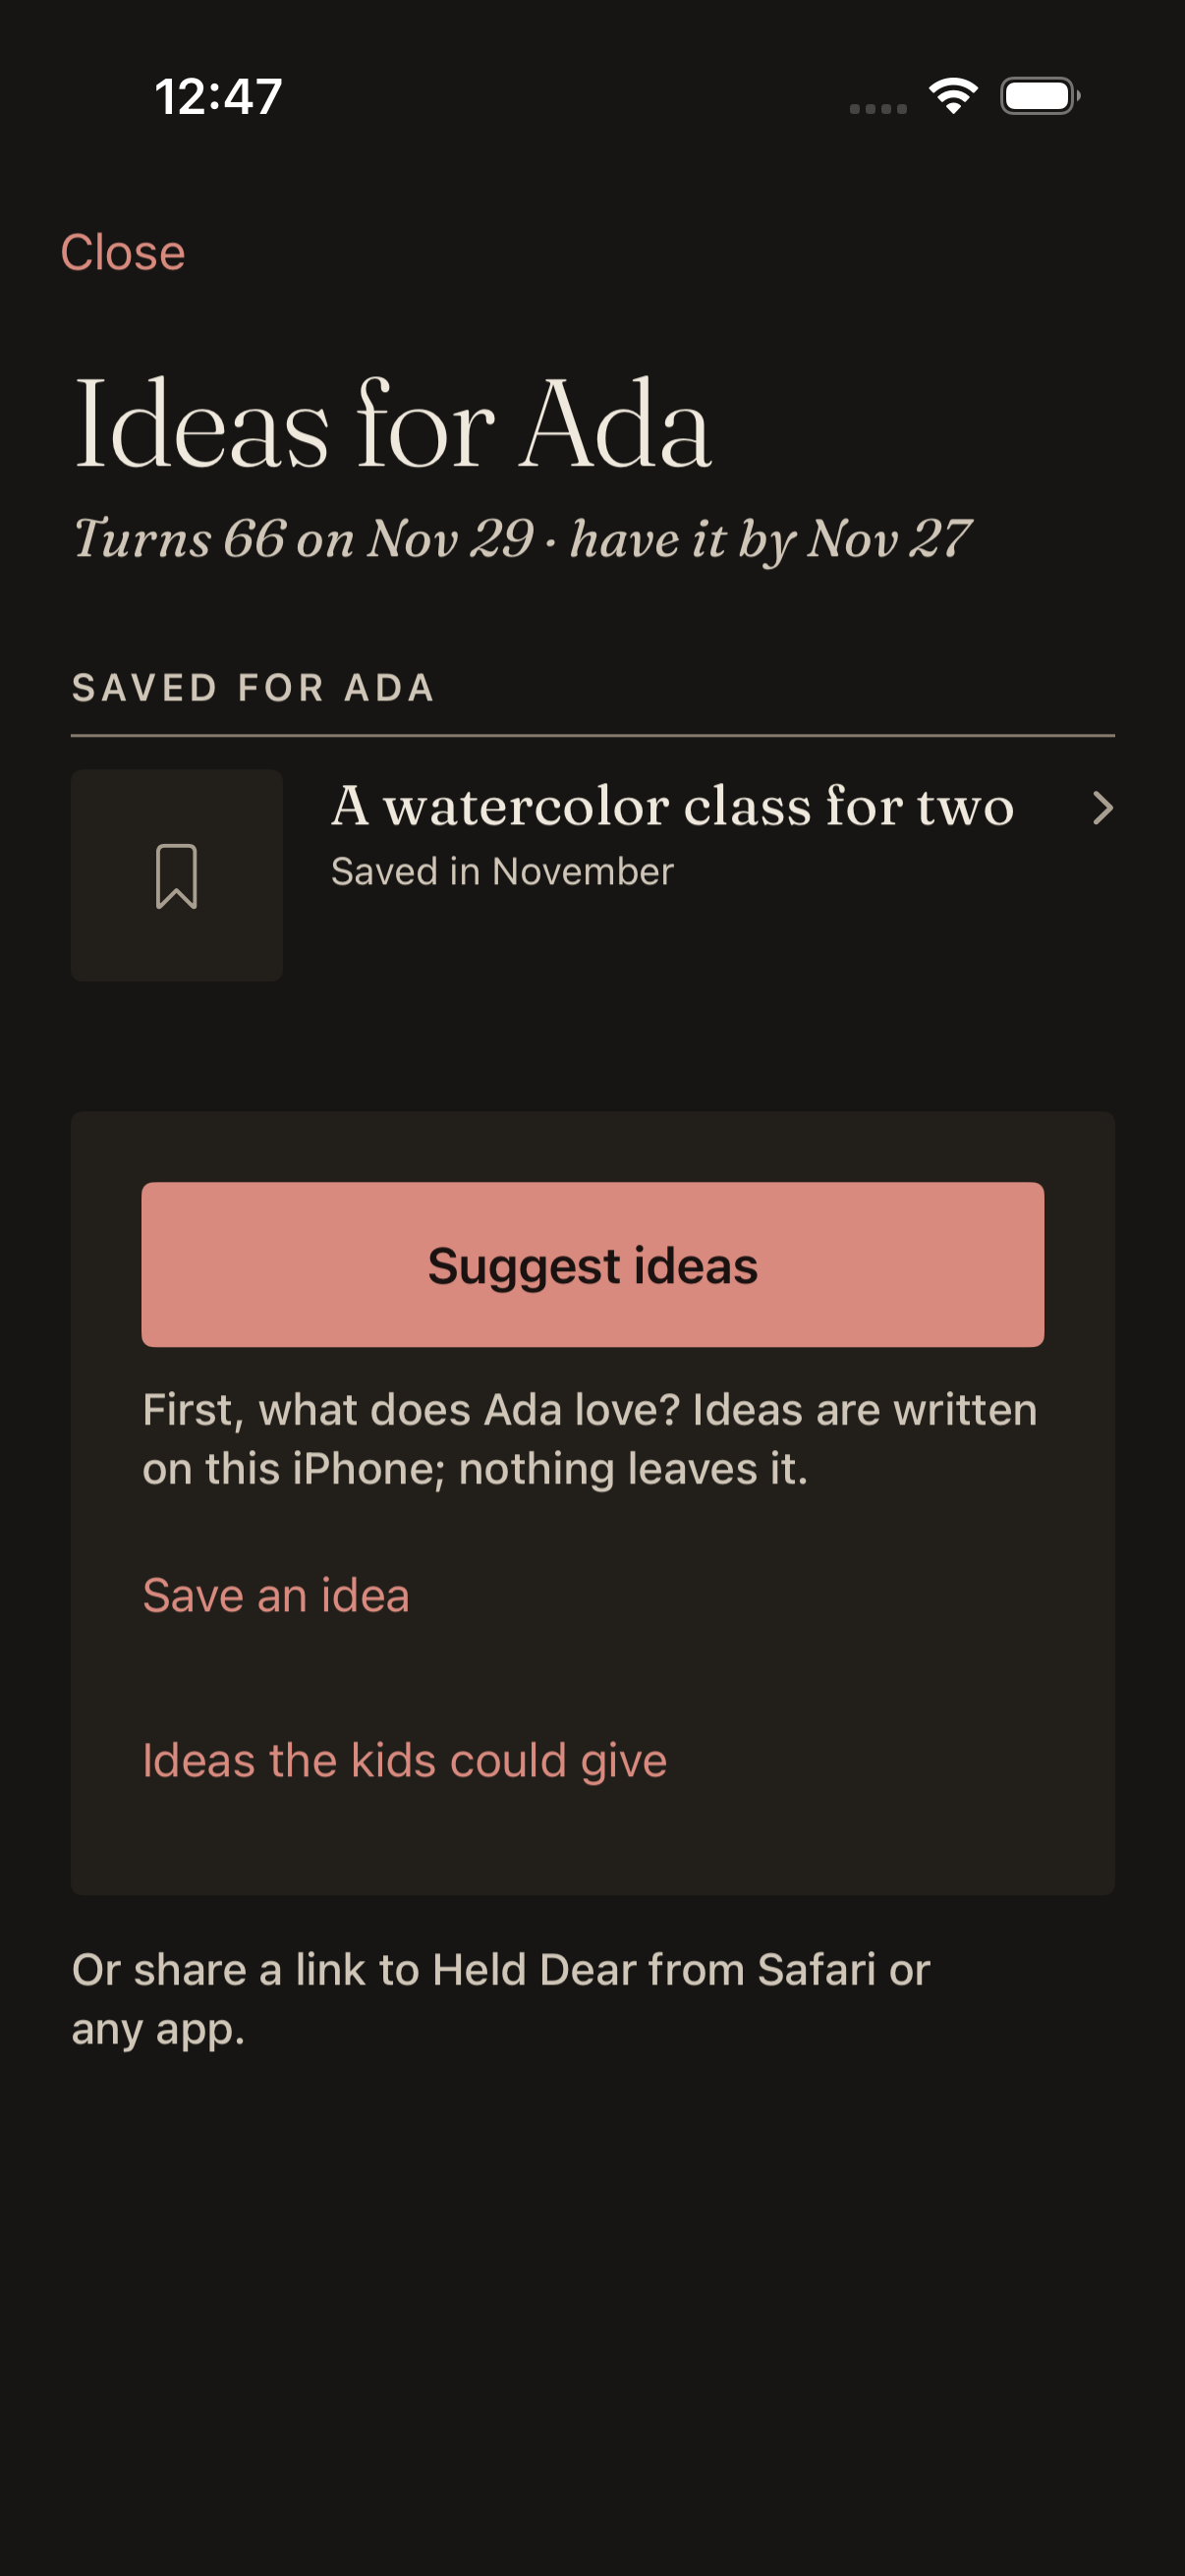 12:47
Close
Ideas for Ada
Turns 66 on Nov 29 · have it by Nov 27
SAVED FOR ADA
A watercolor class for two
Saved in November
Suggest ideas
First, what does Ada love? Ideas are written
on this iPhone; nothing leaves it.
Save an idea
Ideas the kids could give
Or share a link to Held Dear from Safari or
any app.